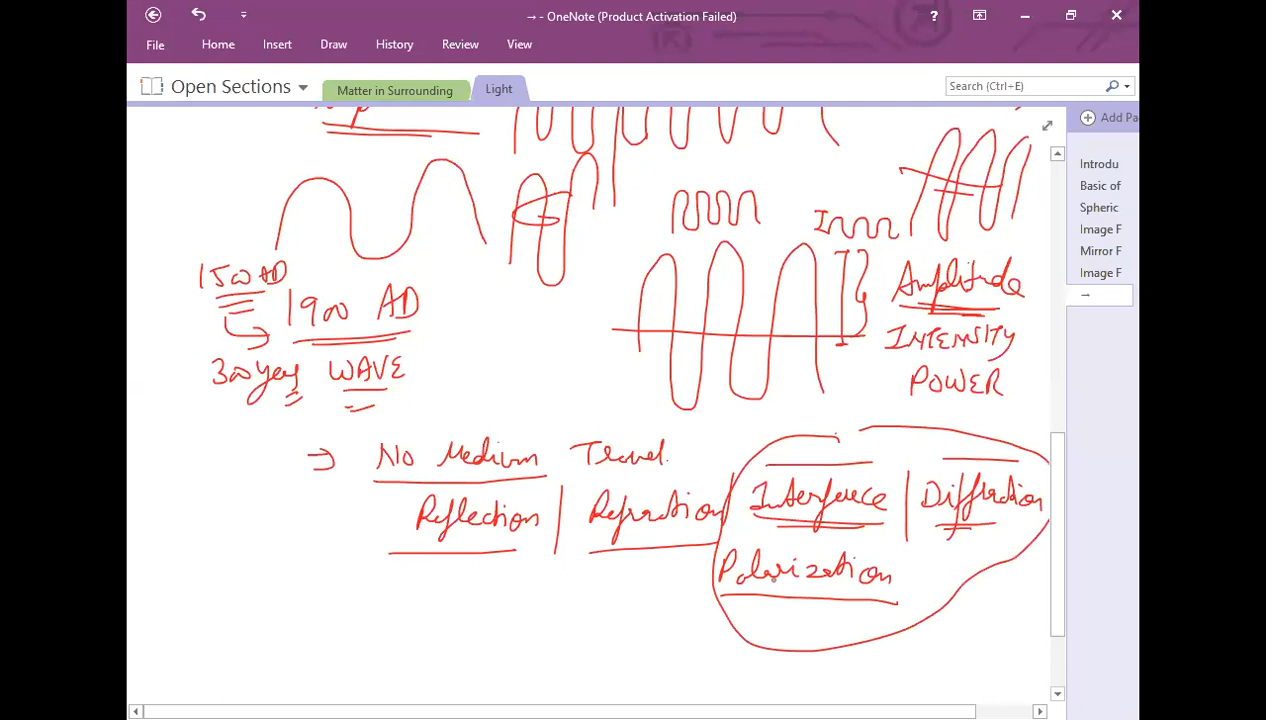 → - OneNote (Product Activation Failed)
File Home Insert Draw History Review View
Open Sections Matter in Surrounding Light Search (Ctrl+E)
Add Pa
Introdu
Basic of
Spheric
Image F
Mirror F
Image F
→
1500 AD
1900 AD
300 years WAVE
Amplitude
INTENSITY
POWER
⇒ No Medium Travel.
Reflection | Refraction | Interference | Diffraction
Polarization